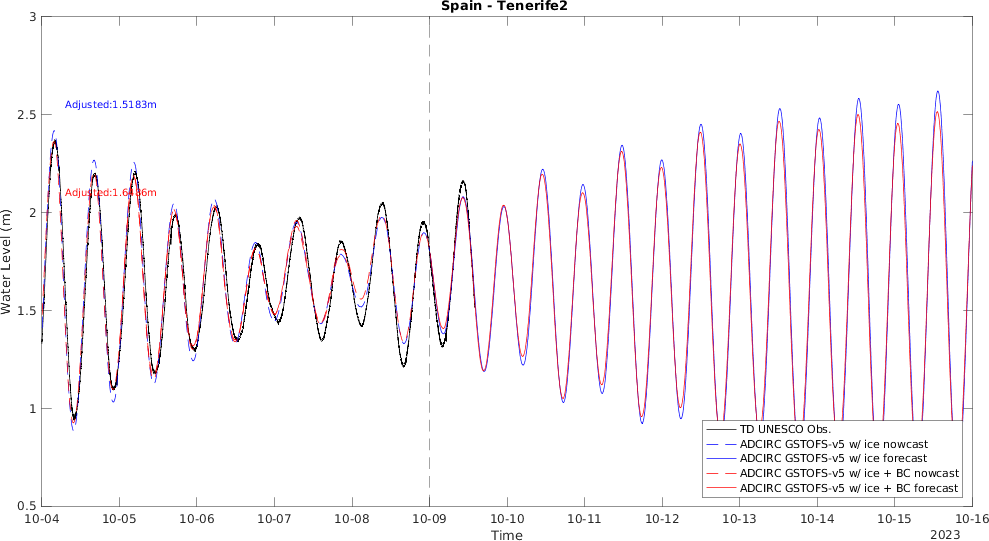 Spain - Tenerife2
3
2.5
2
1.5
1
0.5
Water Level (m)
Adjusted:1.5183m
TD UNESCO Obs.
ADCIRC GSTOFS-v5 w/ ice nowcast
ADCIRC GSTOFS-v5 w/ ice forecast
ADCIRC GSTOFS-v5 w/ ice + BC nowcast
ADCIRC GSTOFS-v5 w/ ice + BC forecast
10-04 10-05 10-06 10-07 10-08 10-09 10-10 10-11 10-12 10-13 10-14 10-15 10-16
Time
2023